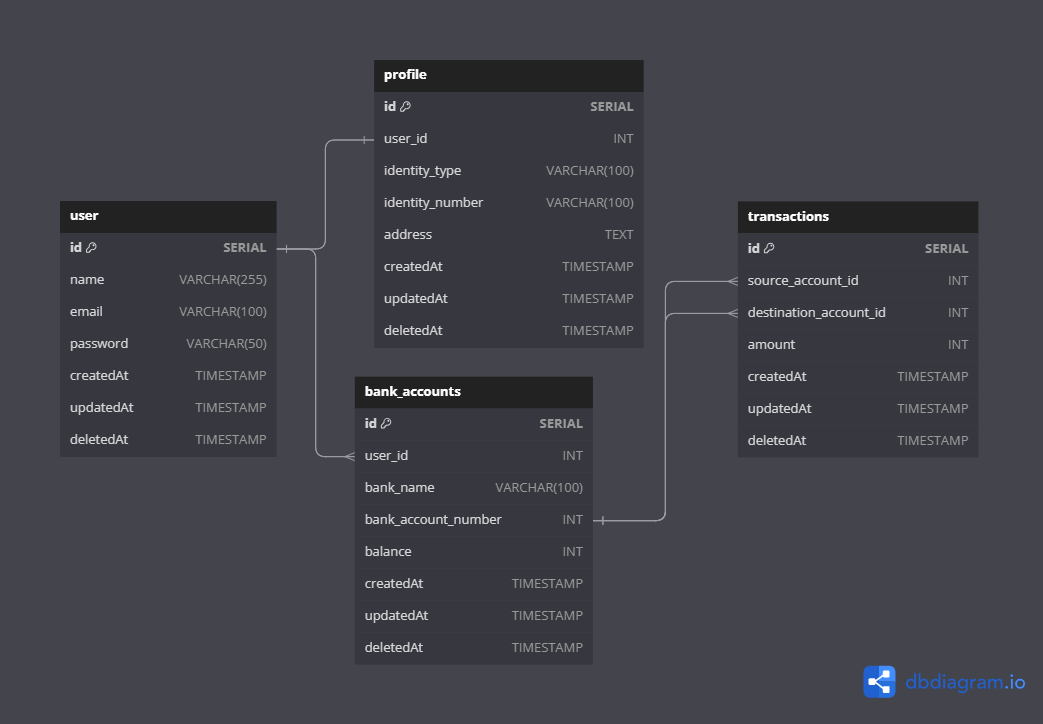 profile
id SERIAL
user_id INT
identity_type VARCHAR(100)
identity_number VARCHAR(100)
address TEXT
createdAt TIMESTAMP
updatedAt TIMESTAMP
deletedAt TIMESTAMP
user
id SERIAL
name VARCHAR(255)
email VARCHAR(100)
password VARCHAR(50)
createdAt TIMESTAMP
updatedAt TIMESTAMP
deletedAt TIMESTAMP
transactions
id SERIAL
source_account_id INT
destination_account_id INT
amount INT
createdAt TIMESTAMP
updatedAt TIMESTAMP
deletedAt TIMESTAMP
bank_accounts
id SERIAL
user_id INT
bank_name VARCHAR(100)
bank_account_number INT
balance INT
createdAt TIMESTAMP
updatedAt TIMESTAMP
deletedAt TIMESTAMP
dbdiagram.io